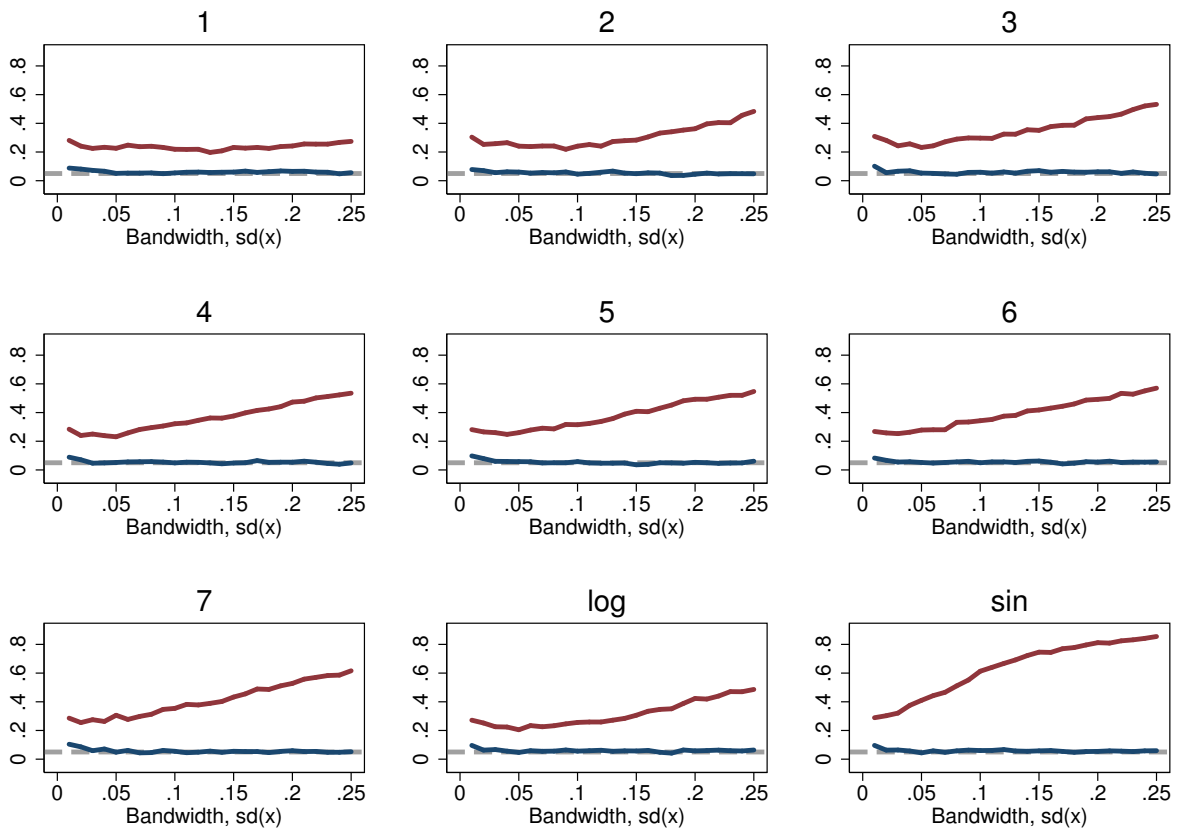 1
2
3
0 .2 .4 .6 .8
0 .05 .1 .15 .2 .25
Bandwidth, sd(x)
0 .2 .4 .6 .8
0 .05 .1 .15 .2 .25
Bandwidth, sd(x)
0 .2 .4 .6 .8
0 .05 .1 .15 .2 .25
Bandwidth, sd(x)
4
5
6
0 .2 .4 .6 .8
0 .05 .1 .15 .2 .25
Bandwidth, sd(x)
0 .2 .4 .6 .8
0 .05 .1 .15 .2 .25
Bandwidth, sd(x)
0 .2 .4 .6 .8
0 .05 .1 .15 .2 .25
Bandwidth, sd(x)
7
log
sin
0 .2 .4 .6 .8
0 .05 .1 .15 .2 .25
Bandwidth, sd(x)
0 .2 .4 .6 .8
0 .05 .1 .15 .2 .25
Bandwidth, sd(x)
0 .2 .4 .6 .8
0 .05 .1 .15 .2 .25
Bandwidth, sd(x)